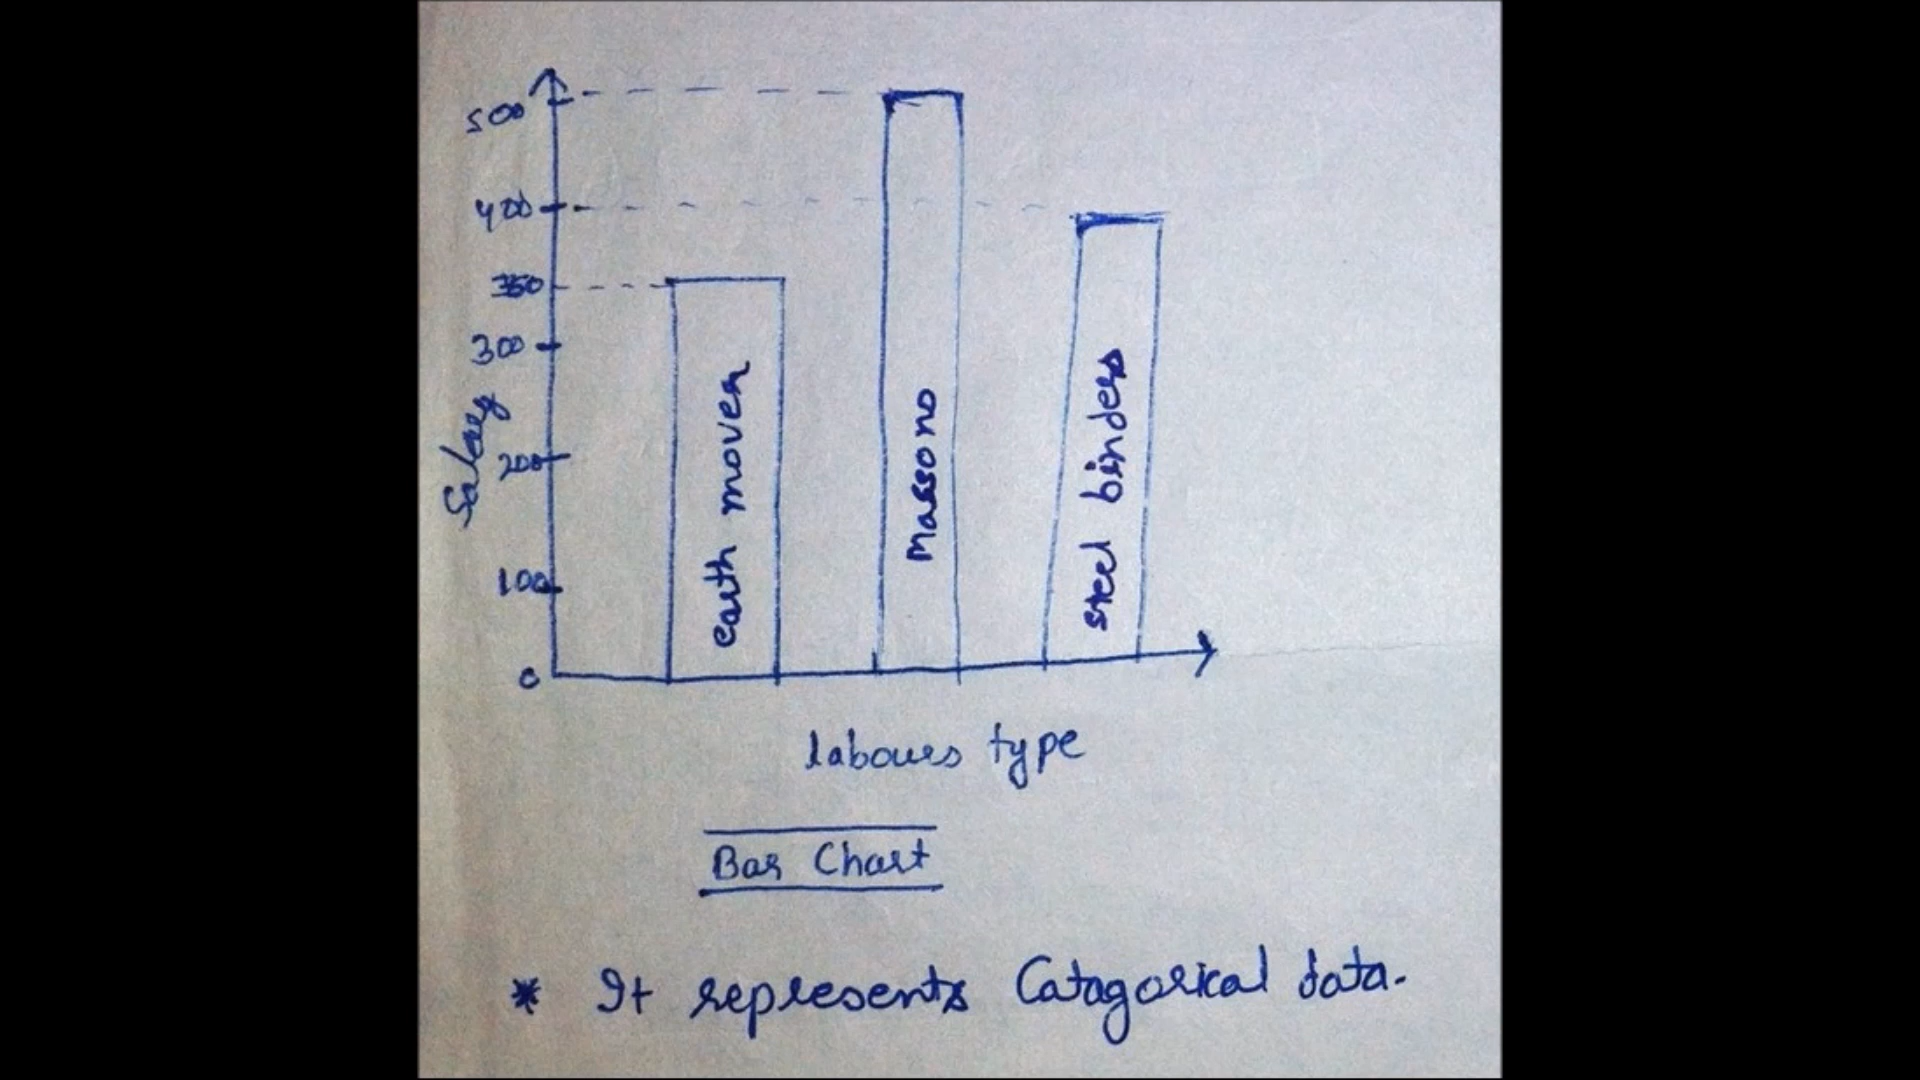 500
400
350
300
200
100
0
Salary
earth mover
Masono
steel binders
labours type
Bar Chart
* It represents Catagorical data.